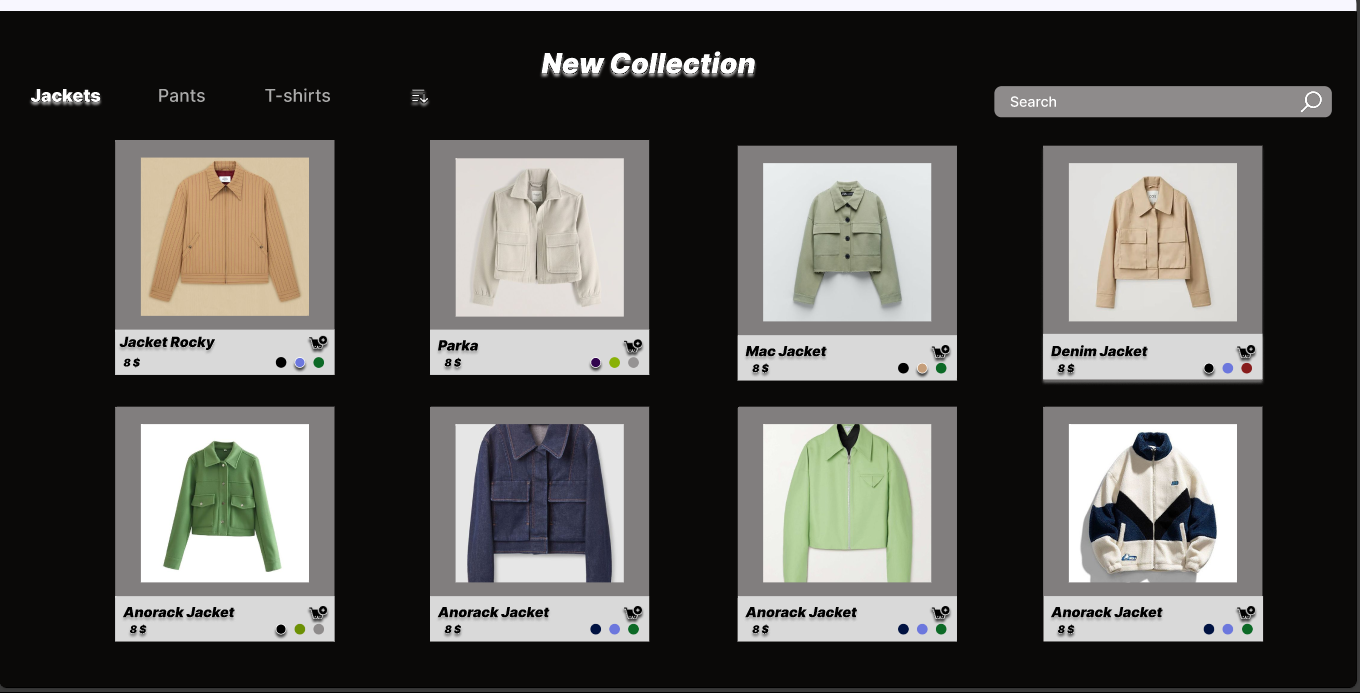 New Collection
Jackets Pants T-shirts
Search
Jacket Rocky
8 $
Parka
8 $
Mac Jacket
8 $
Denim Jacket
8 $
Anorack Jacket
8 $
Anorack Jacket
8 $
Anorack Jacket
8 $
Anorack Jacket
8 $